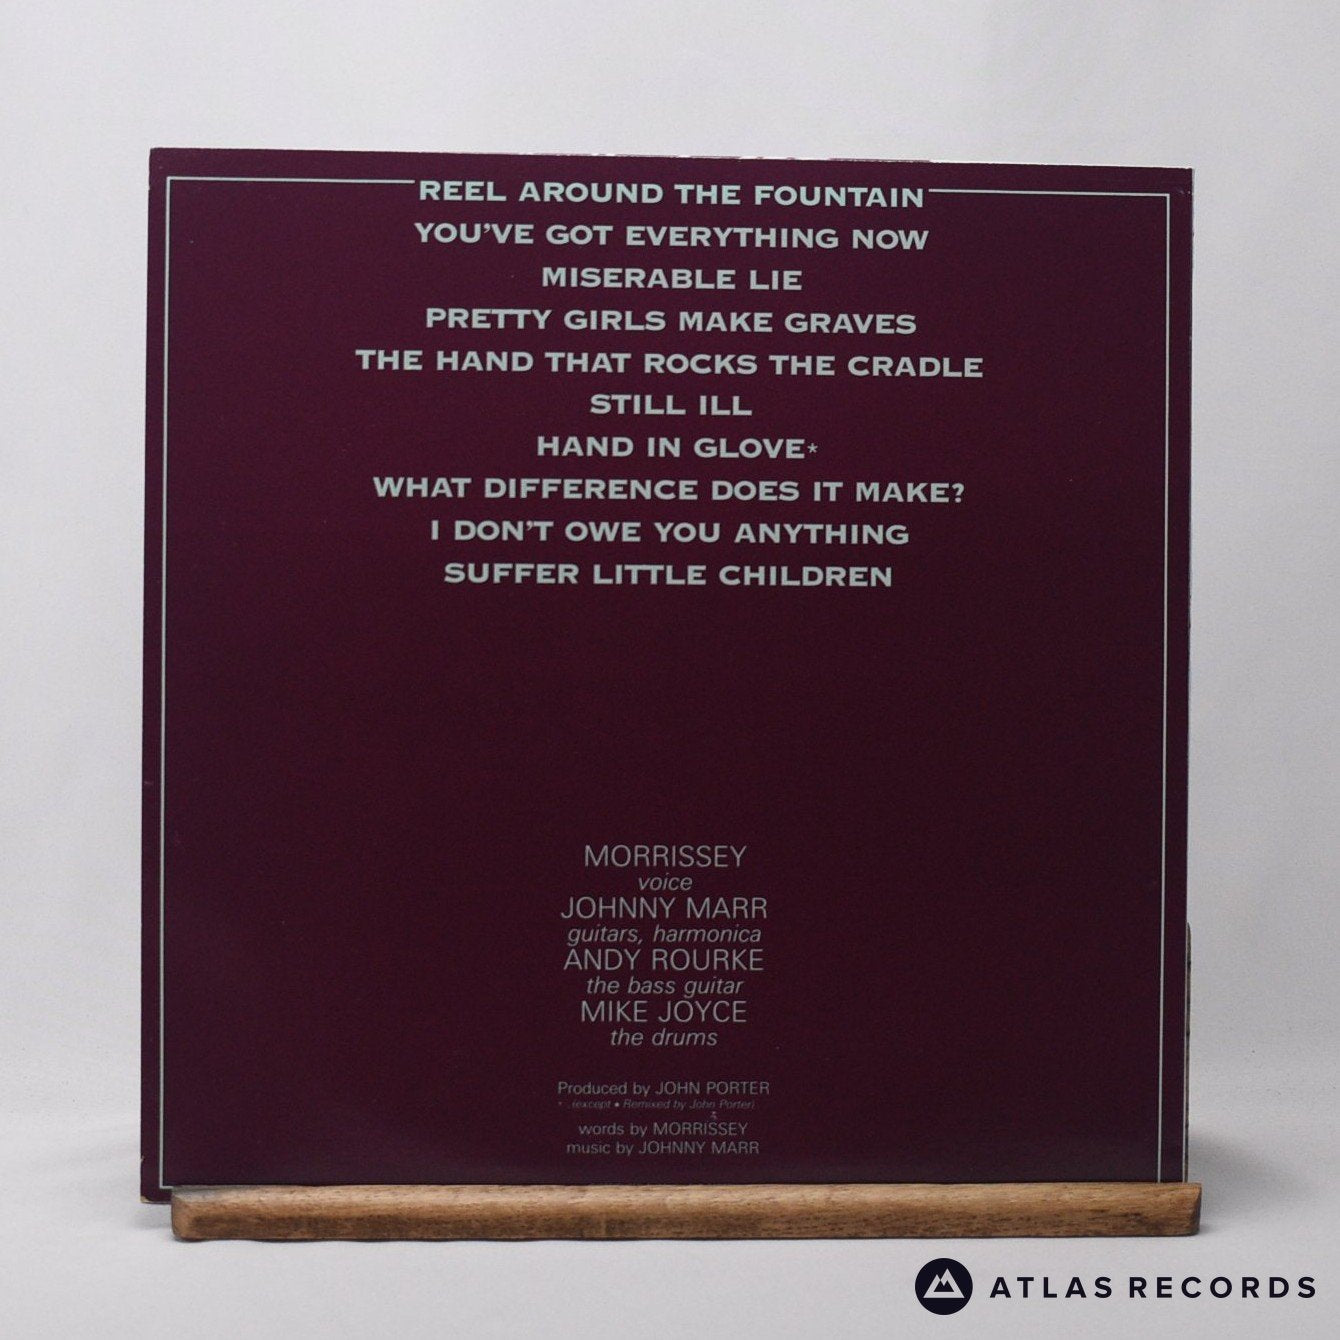 REEL AROUND THE FOUNTAIN
YOU'VE GOT EVERYTHING NOW
MISERABLE LIE
PRETTY GIRLS MAKE GRAVES
THE HAND THAT ROCKS THE CRADLE
STILL ILL
HAND IN GLOVE*
WHAT DIFFERENCE DOES IT MAKE?
I DON'T OWE YOU ANYTHING
SUFFER LITTLE CHILDREN
MORRISSEY
voice
JOHNNY MARR
guitars, harmonica
ANDY ROURKE
the bass guitar
MIKE JOYCE
the drums
Produced by JOHN PORTER
(except • Remixed by John Porter)
words by MORRISSEY
music by JOHNNY MARR
ATLAS RECORDS